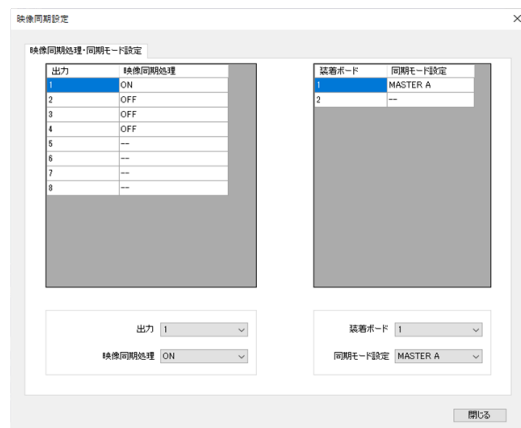 映像同期設定
映像同期処理・同期モード設定
出力 映像同期処理
1 ON
2 OFF
3 OFF
4 OFF
5 --
6 --
7 --
8 --
装着ボード 同期モード設定
1 MASTER A
2 --
出力 1
映像同期処理 ON
装着ボード 1
同期モード設定 MASTER A
閉じる